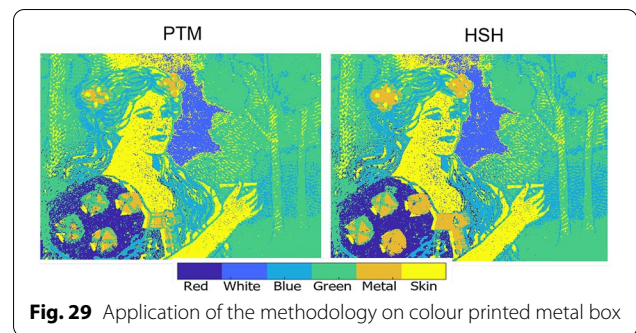 PTM HSH
Red White Blue Green Metal Skin
Fig. 29 Application of the methodology on colour printed metal box